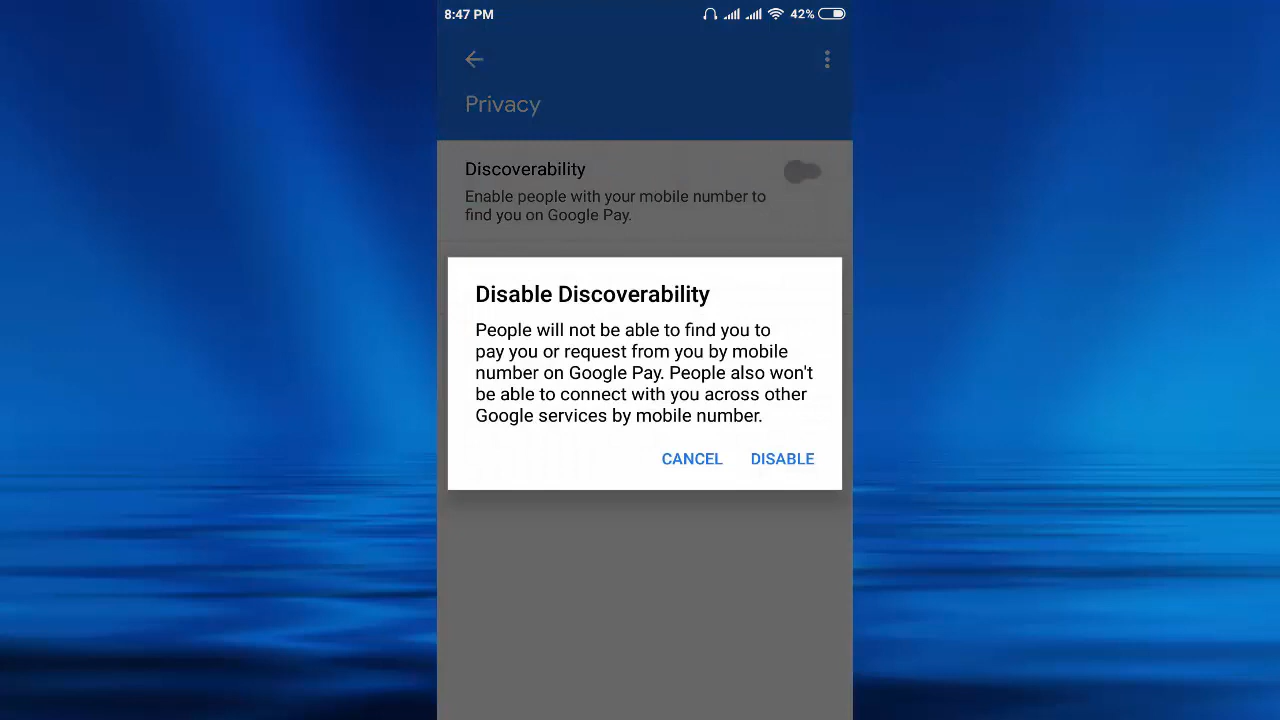 8:47 PM 42%
Privacy
Discoverability
Enable people with your mobile number to
find you on Google Pay.
Disable Discoverability
People will not be able to find you to
pay you or request from you by mobile
number on Google Pay. People also won't
be able to connect with you across other
Google services by mobile number.
CANCEL DISABLE